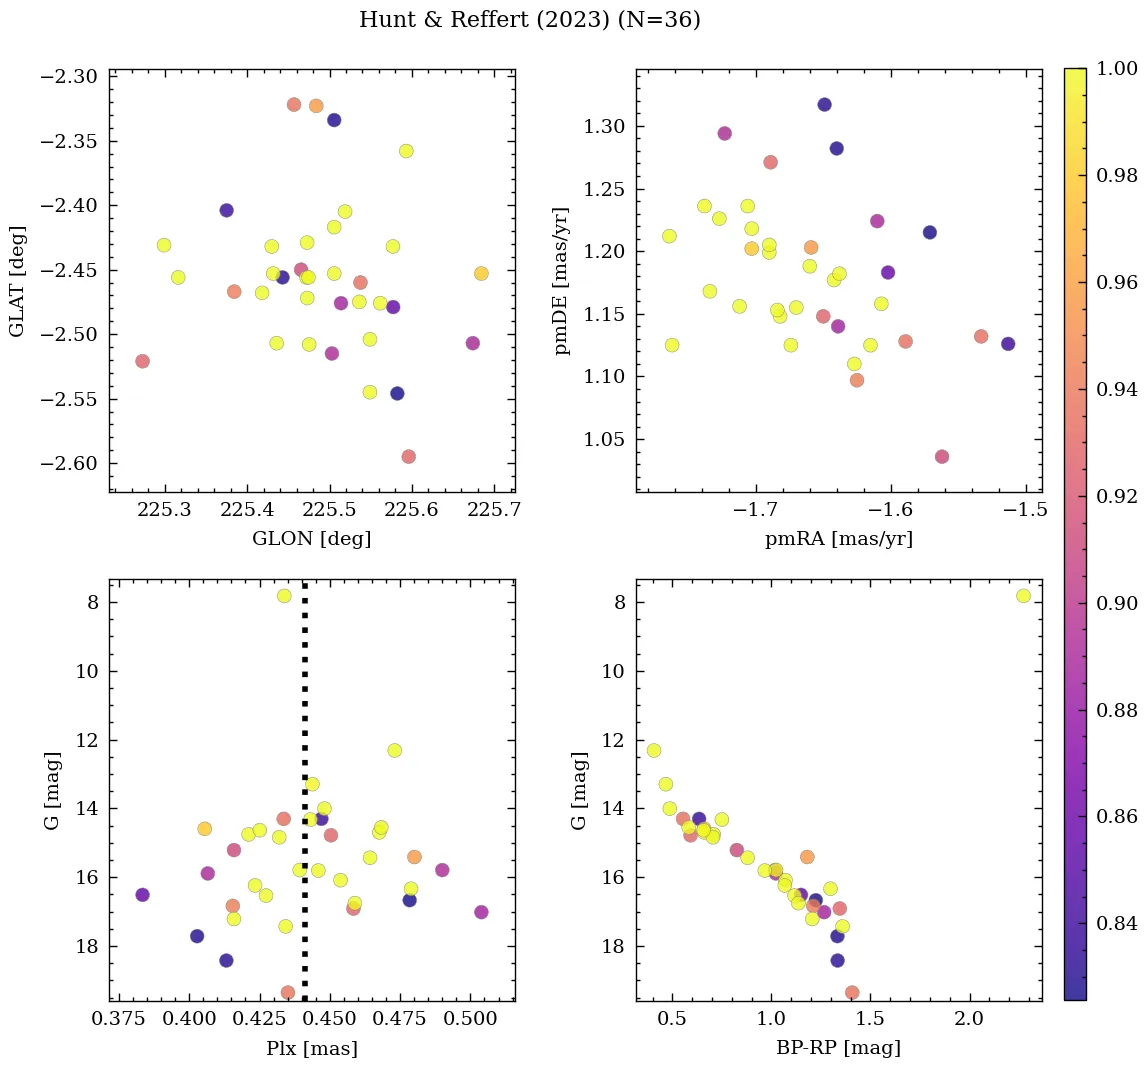 Hunt & Reffert (2023) (N=36)
−2.30
−2.35
−2.40
−2.45
−2.50
−2.55
−2.60
GLAT [deg]
225.3 225.4 225.5 225.6 225.7
GLON [deg]
1.30
1.25
1.20
1.15
1.10
1.05
pmDE [mas/yr]
−1.7 −1.6 −1.5
pmRA [mas/yr]
8
10
12
14
16
18
G [mag]
0.375 0.400 0.425 0.450 0.475 0.500
Plx [mas]
8
10
12
14
16
18
G [mag]
0.5 1.0 1.5 2.0
BP-RP [mag]
1.00
0.98
0.96
0.94
0.92
0.90
0.88
0.86
0.84